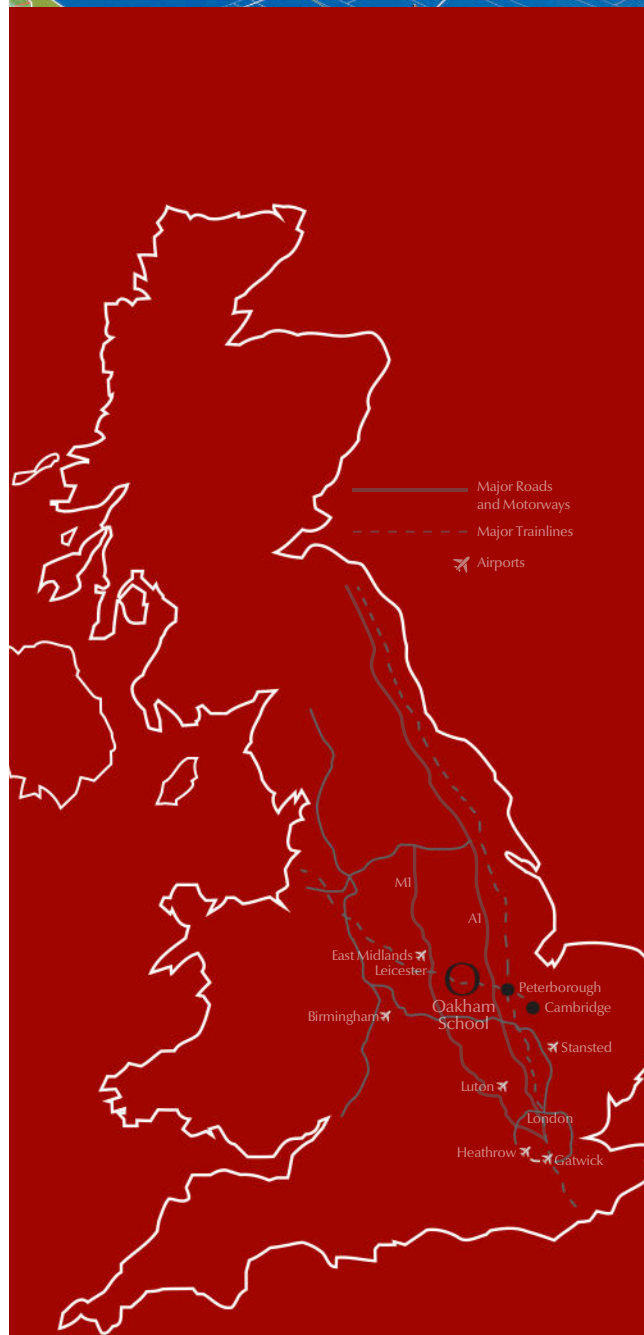 Major Roads
and Motorways
Major Trainlines
Airports
M1
A1
East Midlands
Leicester
Peterborough
Oakham
School
Cambridge
Birmingham
Stansted
Luton
London
Heathrow
Gatwick